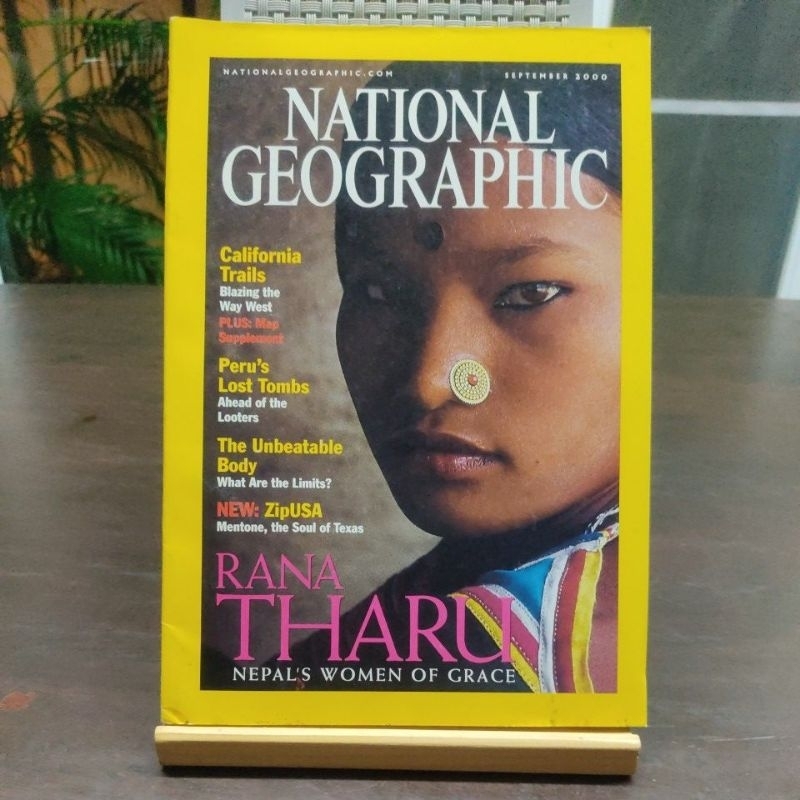 NATIONALGEOGRAPHIC.COM
SEPTEMBER 2000
NATIONAL
GEOGRAPHIC
California
Trails
Blazing the
Way West
PLUS: Map
Supplement
Peru's
Lost Tombs
Ahead of the
Looters
The Unbeatable
Body
What Are the Limits?
NEW: ZipUSA
Mentone, the Soul of Texas
RANA
THARU
NEPAL'S WOMEN OF GRACE